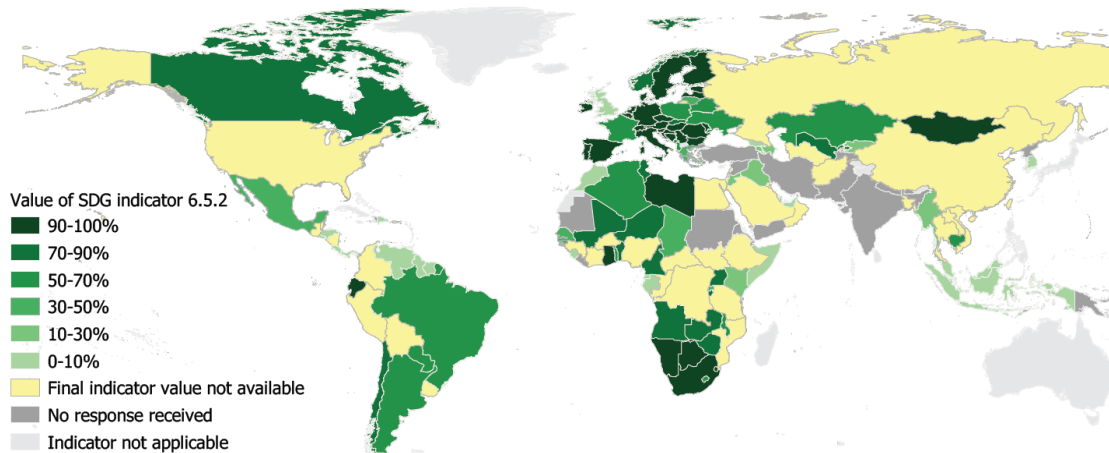 Value of SDG indicator 6.5.2
90-100%
70-90%
50-70%
30-50%
10-30%
0-10%
Final indicator value not available
No response received
Indicator not applicable